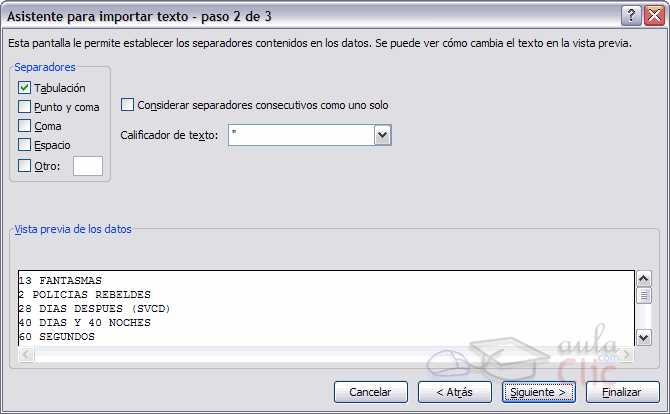 Asistente para importar texto - paso 2 de 3
Esta pantalla le permite establecer los separadores contenidos en los datos. Se puede ver cómo cambia el texto en la vista previa.
Separadores
Tabulación
Punto y coma
Coma
Espacio
Otro:
Considerar separadores consecutivos como uno solo
Calificador de texto: "
Vista previa de los datos
13 FANTASMAS
2 POLICIAS REBELDES
28 DIAS DESPUES (SVCD)
40 DIAS Y 40 NOCHES
60 SEGUNDOS
aula
.com
Clic
Cancelar < Atrás Siguiente > Finalizar